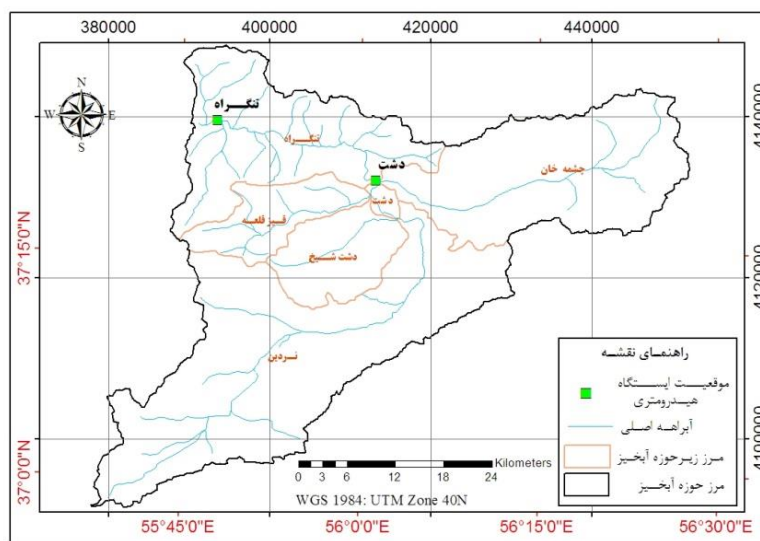 380000 400000 420000 440000
N
W E
S
تنگراه
تنگراه
دشت
چشمه خان
دشت
قیز قلعه
دشت شیخ
نردین
4140000
4120000
4100000
37°15'0"N
37°0'0"N
راهنمای نقشه
موقعیت ایستگاه
هیدرومتری
آبراهه اصلی
مرز زیرحوزه آبخیز
مرز حوزه آبخیز
Kilometers
0 3 6 12 18 24
WGS 1984: UTM Zone 40N
55°45'0"E 56°0'0"E 56°15'0"E 56°30'0"E